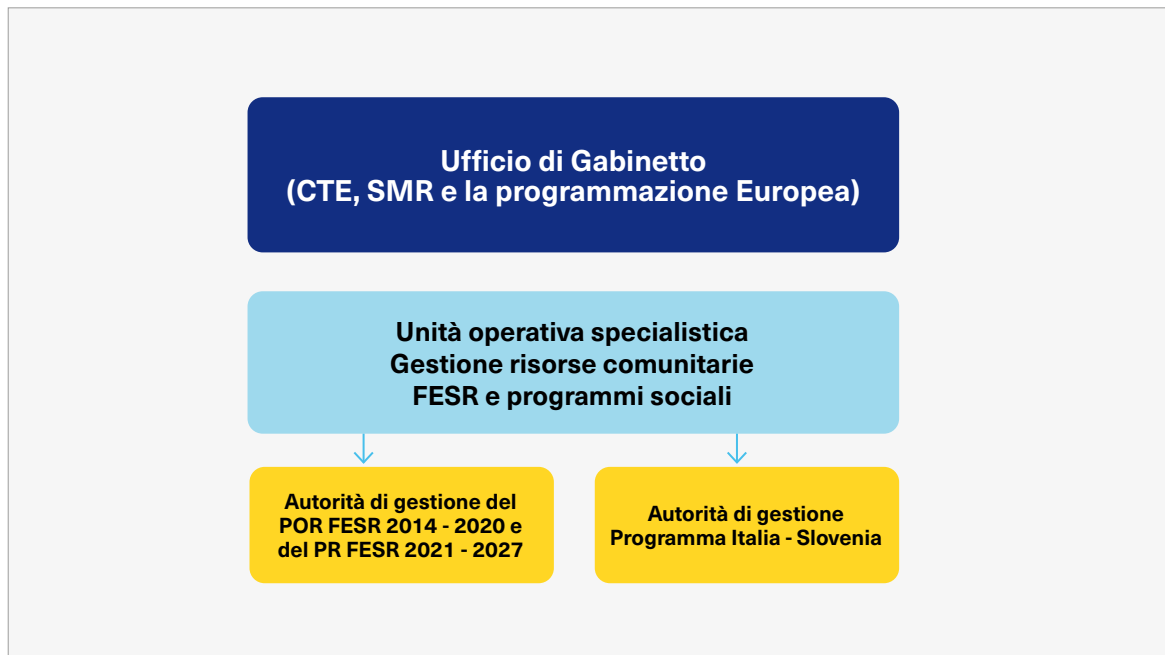 Ufficio di Gabinetto
(CTE, SMR e la programmazione Europea)
Unità operativa specialistica
Gestione risorse comunitarie
FESR e programmi sociali
Autorità di gestione del
POR FESR 2014 - 2020 e
del PR FESR 2021 - 2027
Autorità di gestione
Programma Italia - Slovenia